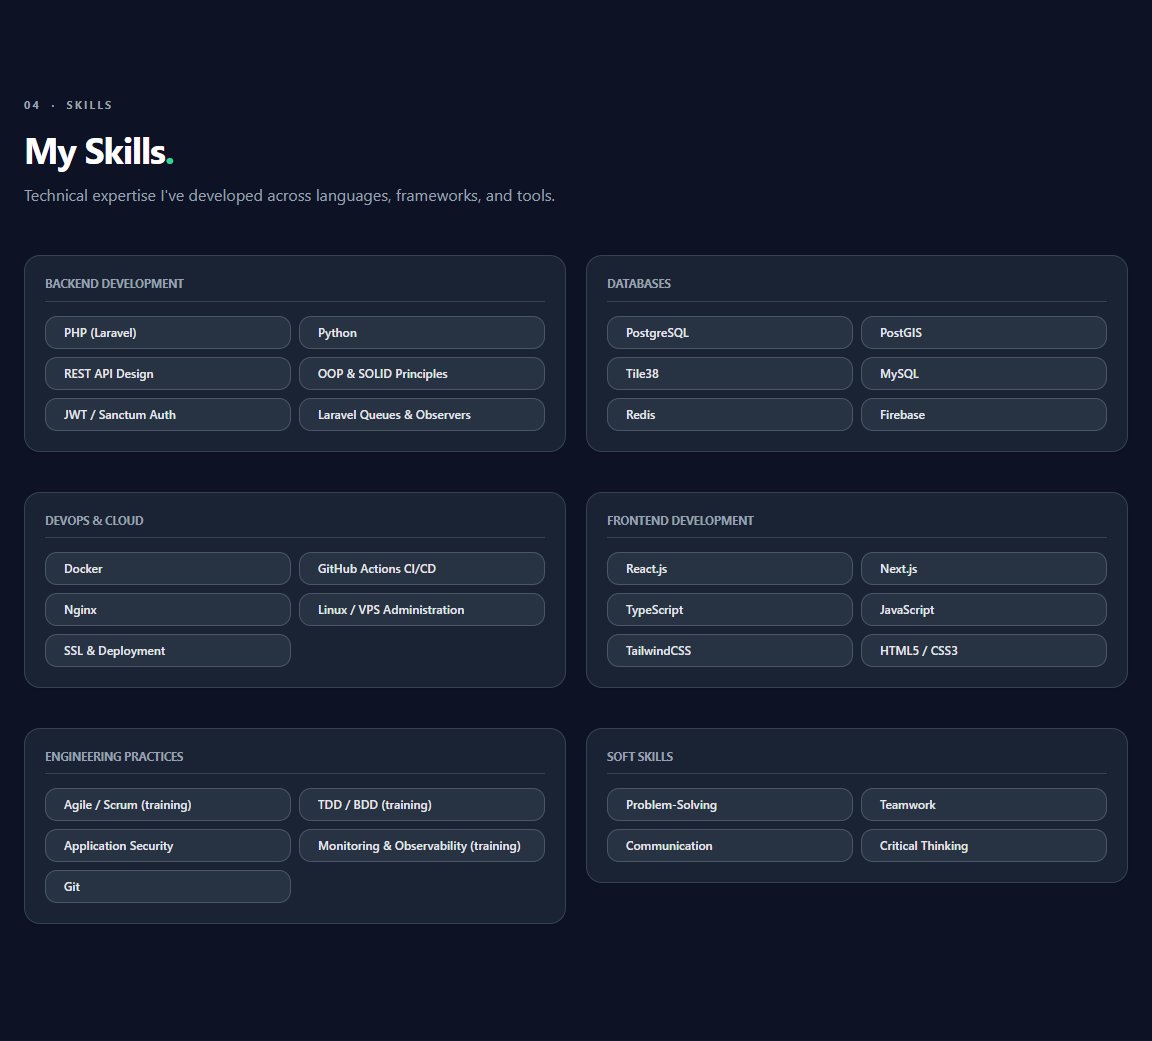 04 · SKILLS
My Skills.
Technical expertise I've developed across languages, frameworks, and tools.
BACKEND DEVELOPMENT
PHP (Laravel)
Python
REST API Design
OOP & SOLID Principles
JWT / Sanctum Auth
Laravel Queues & Observers
DATABASES
PostgreSQL
PostGIS
Tile38
MySQL
Redis
Firebase
DEVOPS & CLOUD
Docker
GitHub Actions CI/CD
Nginx
Linux / VPS Administration
SSL & Deployment
FRONTEND DEVELOPMENT
React.js
Next.js
TypeScript
JavaScript
TailwindCSS
HTML5 / CSS3
ENGINEERING PRACTICES
Agile / Scrum (training)
TDD / BDD (training)
Application Security
Monitoring & Observability (training)
Git
SOFT SKILLS
Problem-Solving
Teamwork
Communication
Critical Thinking